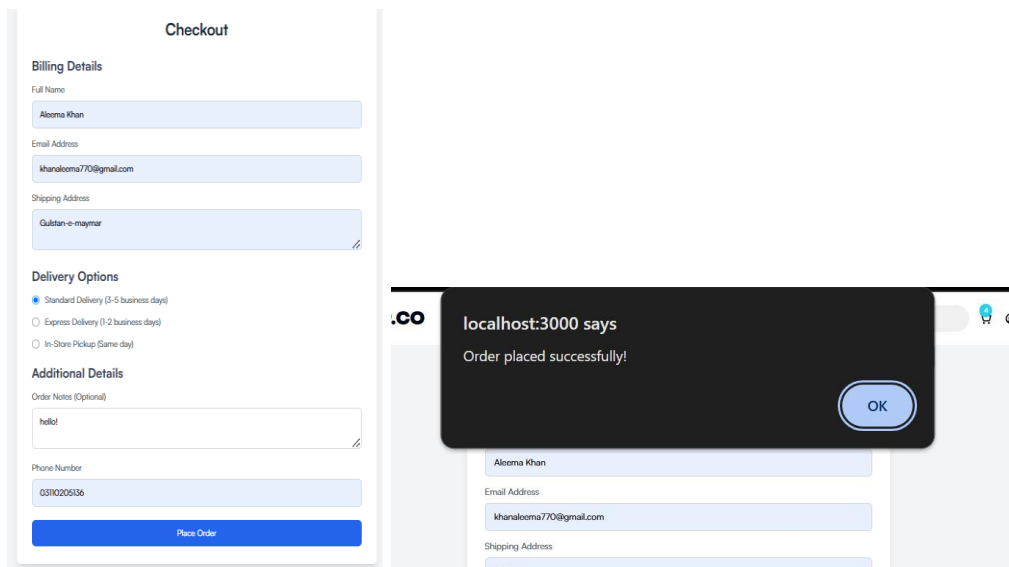 Checkout
Billing Details
Full Name
Aleema Khan
Email Address
khanaleema770@gmail.com
Shipping Address
Gulstan-e-maymar
Delivery Options
Standard Delivery (3-5 business days)
Express Delivery (1-2 business days)
In-Store Pickup (Same day)
Additional Details
Order Notes (Optional)
hello!
Phone Number
03110205136
Place Order
.co
4
localhost:3000 says
Order placed successfully!
OK
Aleema Khan
Email Address
khanaleema770@gmail.com
Shipping Address